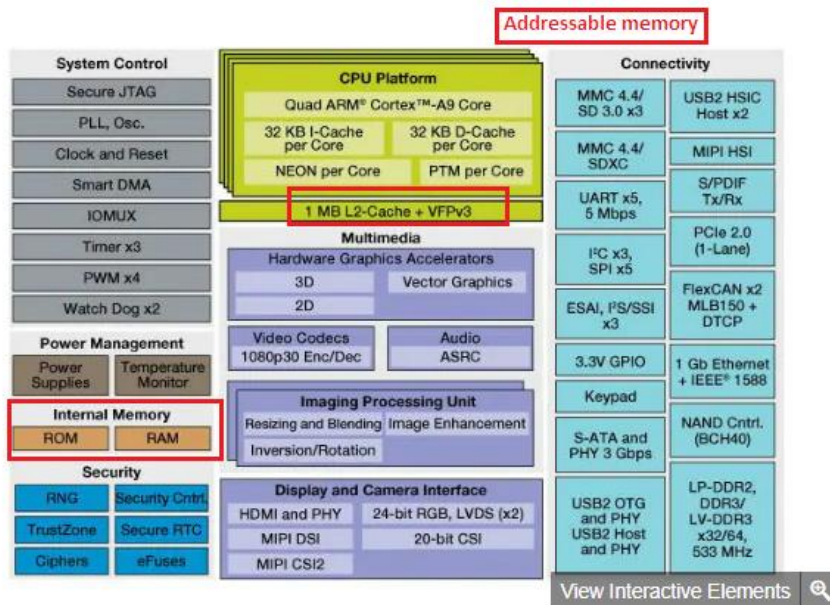 Addressable memory
System Control
Secure JTAG
PLL, Osc.
Clock and Reset
Smart DMA
IOMUX
Timer x3
PWM x4
Watch Dog x2
Power Management
Power
Supplies
Temperature
Monitor
Internal Memory
ROM
RAM
Security
RNG
Security Cntrl.
TrustZone
Secure RTC
Ciphers
eFuses
CPU Platform
Quad ARM® Cortex™-A9 Core
32 KB I-Cache
per Core
32 KB D-Cache
per Core
NEON per Core
PTM per Core
1 MB L2-Cache + VFPv3
Multimedia
Hardware Graphics Accelerators
3D
Vector Graphics
2D
Video Codecs
1080p30 Enc/Dec
Audio
ASRC
Imaging Processing Unit
Resizing and Blending
Image Enhancement
Inversion/Rotation
Display and Camera Interface
HDMI and PHY
24-bit RGB, LVDS (x2)
MIPI DSI
20-bit CSI
MIPI CSI2
Connectivity
MMC 4.4/
SD 3.0 x3
MMC 4.4/
SDXC
UART x5,
5 Mbps
I²C x3,
SPI x5
ESAI, I²S/SSI
x3
3.3V GPIO
Keypad
S-ATA and
PHY 3 Gbps
USB2 OTG
and PHY
USB2 Host
and PHY
USB2 HSIC
Host x2
MIPI HSI
S/PDIF
Tx/Rx
PCIe 2.0
(1-Lane)
FlexCAN x2
MLB150 +
DTCP
1 Gb Ethernet
+ IEEE® 1588
NAND Cntrl.
(BCH40)
LP-DDR2,
DDR3/
LV-DDR3
x32/64,
533 MHz
View Interactive Elements